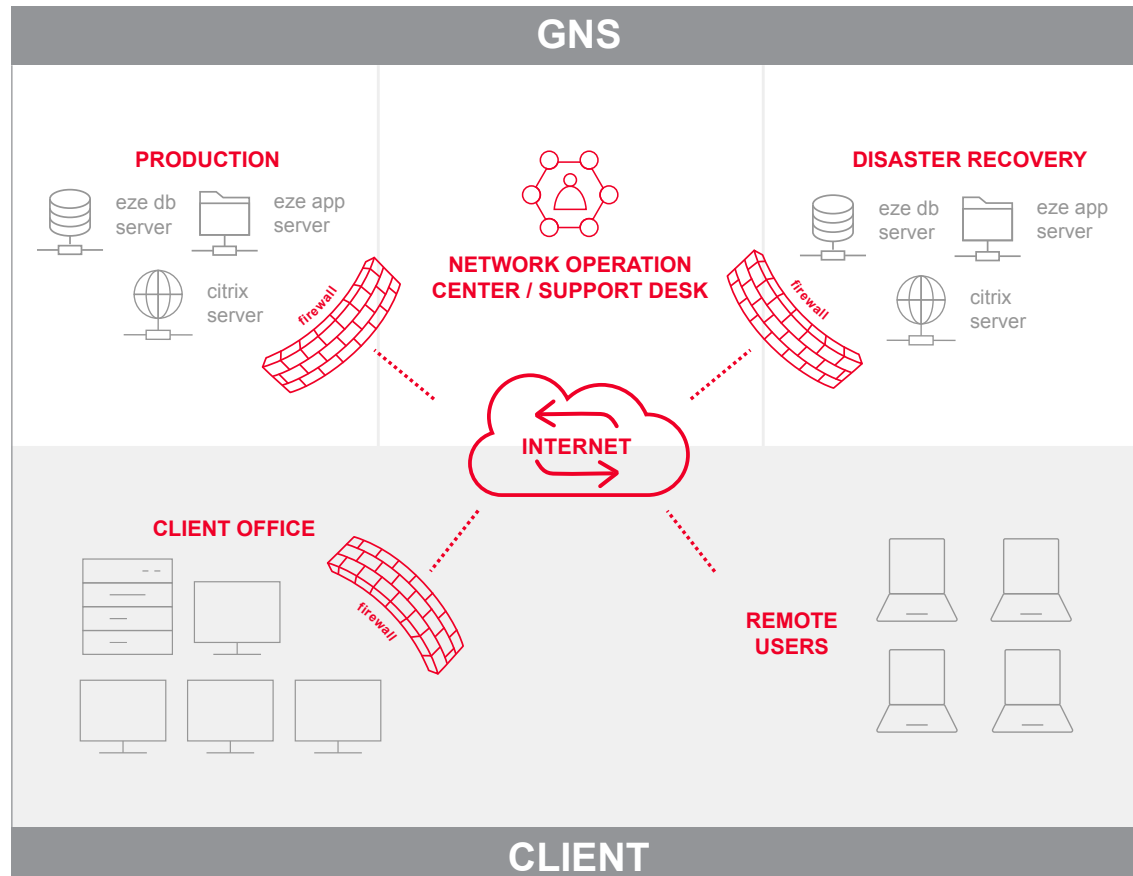 GNS
PRODUCTION
eze db
server
eze app
server
citrix
server
firewall
NETWORK OPERATION
CENTER / SUPPORT DESK
DISASTER RECOVERY
eze db
server
eze app
server
citrix
server
firewall
INTERNET
CLIENT OFFICE
firewall
REMOTE
USERS
CLIENT